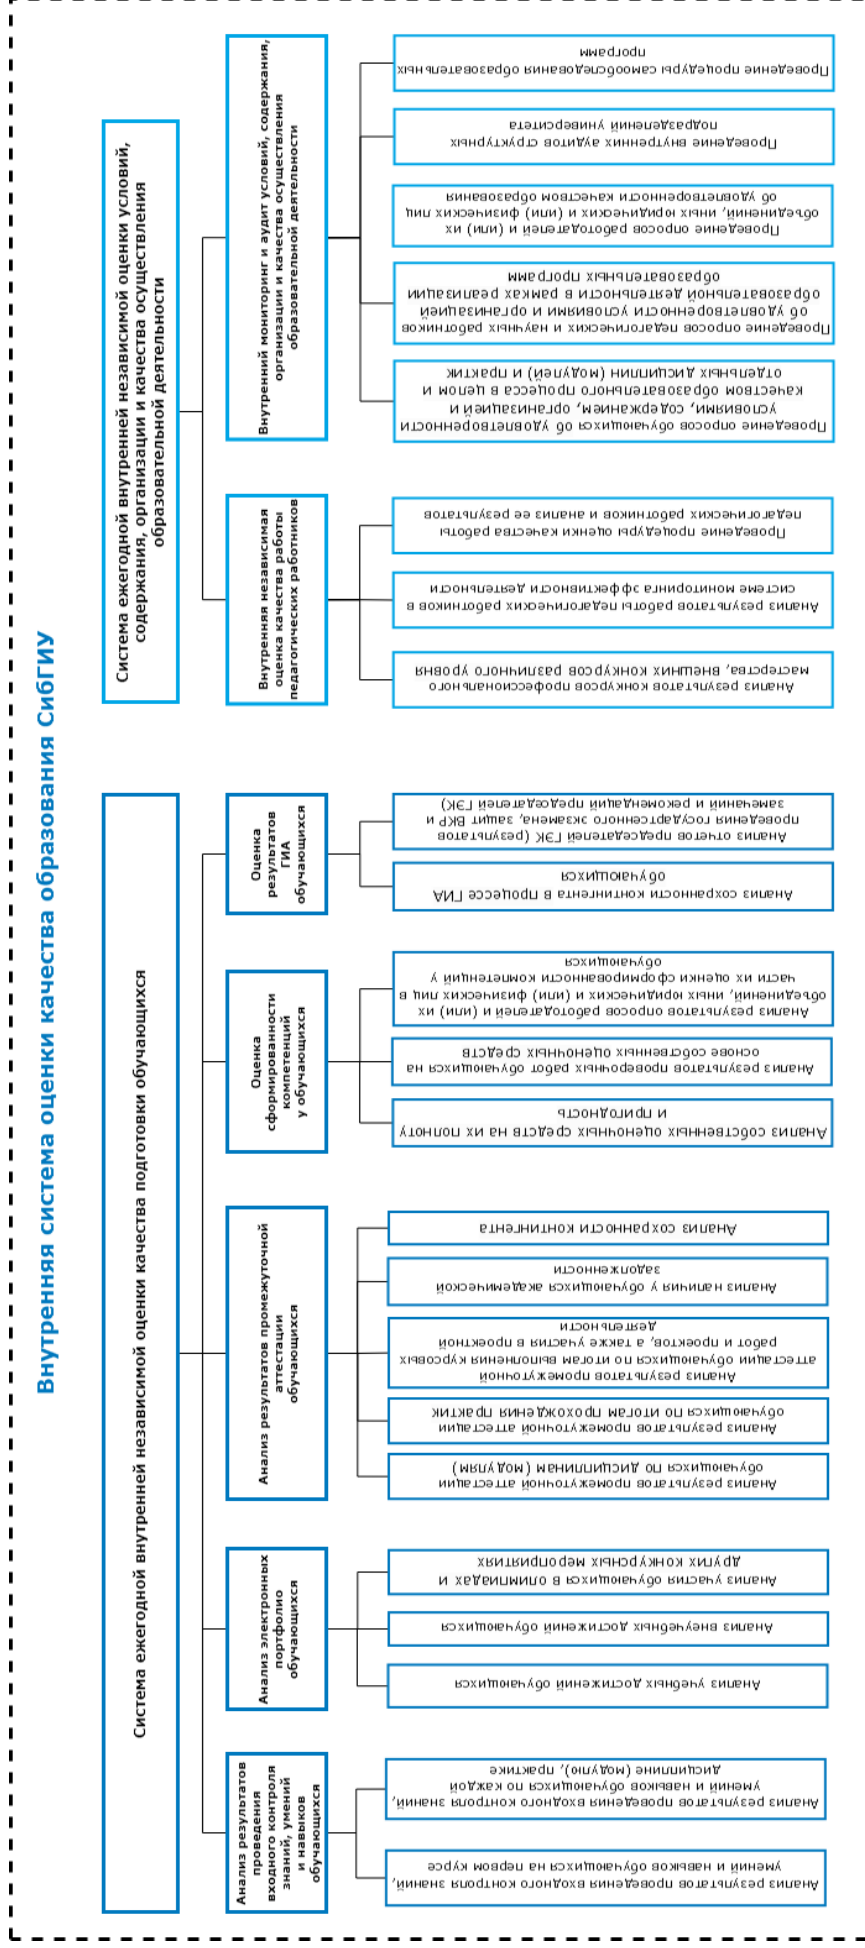 Внутренняя система оценки качества образования СибГИУ
Система ежегодной внутренней независимой оценки качества подготовки обучающихся
Анализ результатов
проведения
входного контроля
знаний, умений
и навыков
обучающихся
Анализ результатов проведения входного контроля знаний,
умений и навыков обучающихся на первом курсе
Анализ результатов проведения входного контроля знаний,
умений и навыков обучающихся по каждой
дисциплине (модулю), практике
Анализ электронных
портфолио
обучающихся
Анализ учебных достижений обучающихся
Анализ внеучебных достижений обучающихся
Анализ участия обучающихся в олимпиадах и
других конкурсных мероприятиях
Анализ результатов промежуточной
аттестации
обучающихся
Анализ результатов промежуточной аттестации
обучающихся по дисциплинам (модулям)
Анализ результатов промежуточной аттестации
обучающихся по итогам прохождения практик
Анализ результатов промежуточной
аттестации обучающихся по итогам выполнения курсовых
работ и проектов, а также участия в проектной
деятельности
Анализ наличия у обучающихся академической
задолженности
Анализ сохранности контингента
Оценка
сформированности
компетенций
у обучающихся
Анализ собственных оценочных средств на их полноту
и пригодность
Анализ результатов проверочных работ обучающихся на
основе собственных оценочных средств
Анализ результатов опросов работодателей и (или) их
объединений, иных юридических и (или) физических лиц в
части их оценки сформированности компетенций у
обучающихся
Оценка
результатов
ГИА
обучающихся
Анализ сохранности контингента в процессе ГИА
обучающихся
Анализ отчетов председателей ГЭК (результатов
проведения государтсенного экзамена, защит ВКР и
замечаний и рекомендаций председателей ГЭК)
Система ежегодной внутренней независимой оценки условий,
содержания, организации и качества осуществления
образовательной деятельности
Внутренняя независимая
оценка качества работы
педагогических работников
Анализ результатов конкурсов профессионального
мастерства, внешних конкурсов различного уровня
Анализ результатов работы педагогических работников в
системе мониторинга эффективности деятельности
Проведение процедуры оценки качества работы
педагогических работников и анализ ее результатов
Внутренний мониторинг и аудит условий, содержания,
организации и качества осуществления
образовательной деятельности
Проведение опросов обучающихся об удовлетворенности
условиями, содержанием, организацией и
качеством образовательного процесса в целом и
отдельных дисциплин (модулей) и практик
Проведение опросов педагогических и научных работников
об удовлетворенности условиями и организацией
образовательной деятельности в рамках реализации
образовательных программ
Проведение опросов работодателей и (или) их
объединений, иных юридических и (или) физических лиц
об удовлетворенности качеством образования
Проведение внутренних аудитов структурных
подразделений университета
Проведение процедуры самообследования образовательных
программ